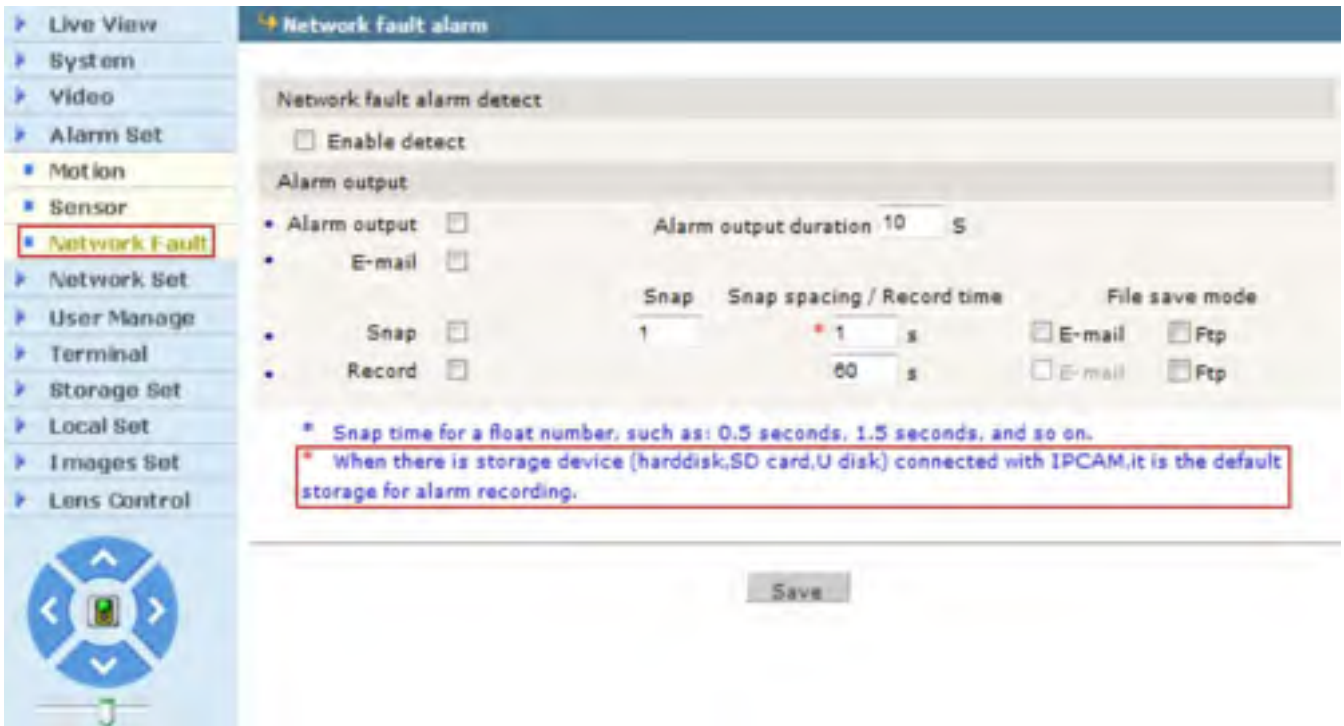 Live View
System
Video
Alarm Set
Motion
Sensor
Network Fault
Network Set
User Manage
Terminal
Storage Set
Local Set
Images Set
Lens Control
Network fault alarm
Network fault alarm detect
Enable detect
Alarm output
Alarm output Alarm output duration 10 S
E-mail
Snap Snap spacing / Record time File save mode
Snap 1 * 1 s E-mail Ftp
Record 60 s E-mail Ftp
* Snap time for a float number, such as: 0.5 seconds, 1.5 seconds, and so on.
* When there is storage device (harddisk,SD card,U disk) connected with IPCAM,it is the default
storage for alarm recording.
Save